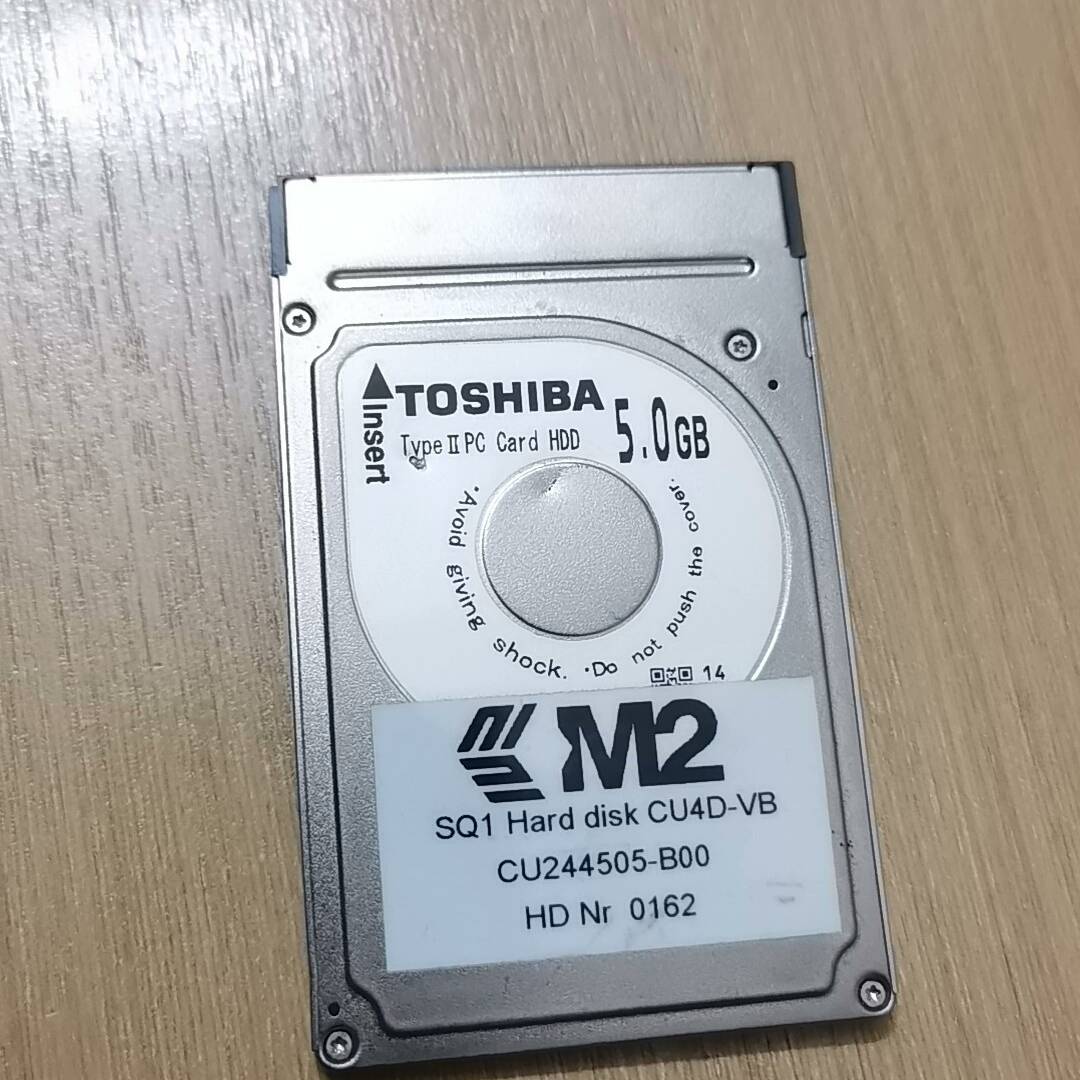 TOSHIBA
5.0GB
Type II PC Card HDD
Insert
·Avoid giving shock. ·Do not push the cover.
14
M2
SQ1 Hard disk CU4D-VB
CU244505-B00
HD Nr 0162